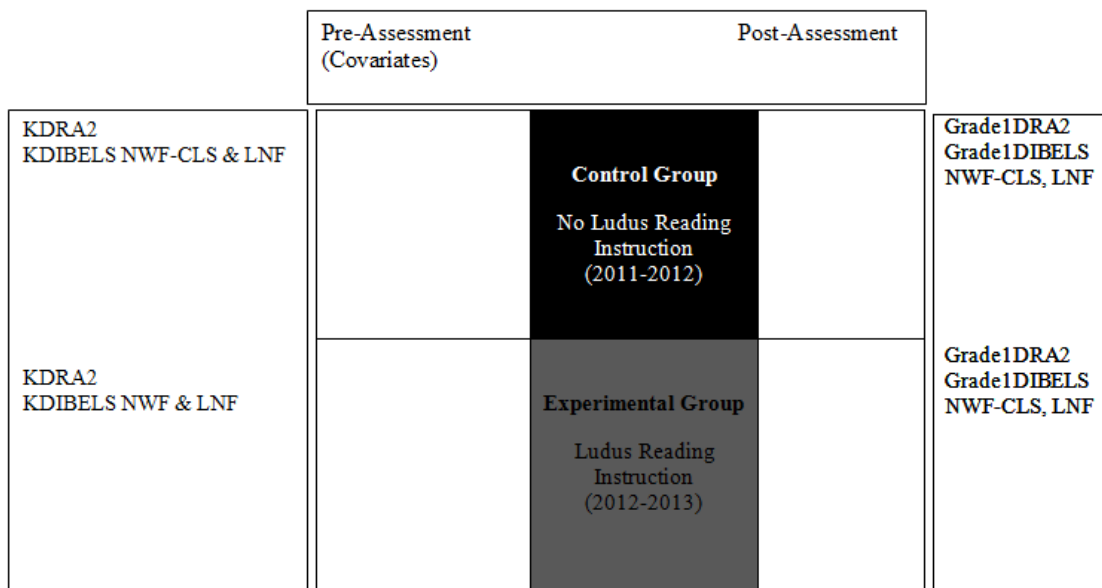 Pre-Assessment
(Covariates)
Post-Assessment
KDRA2
KDIBELS NWF-CLS & LNF
Control Group
No Ludus Reading
Instruction
(2011-2012)
Grade1DRA2
Grade1DIBELS
NWF-CLS, LNF
KDRA2
KDIBELS NWF & LNF
Experimental Group
Ludus Reading
Instruction
(2012-2013)
Grade1DRA2
Grade1DIBELS
NWF-CLS, LNF